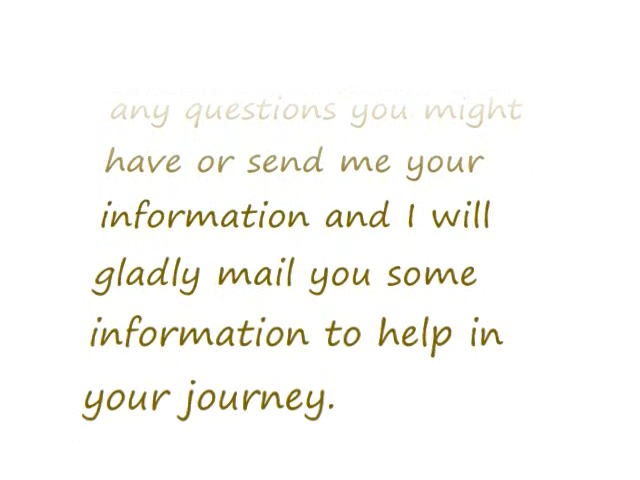 any questions you might
have or send me your
information and I will
gladly mail you some
information to help in
your journey.